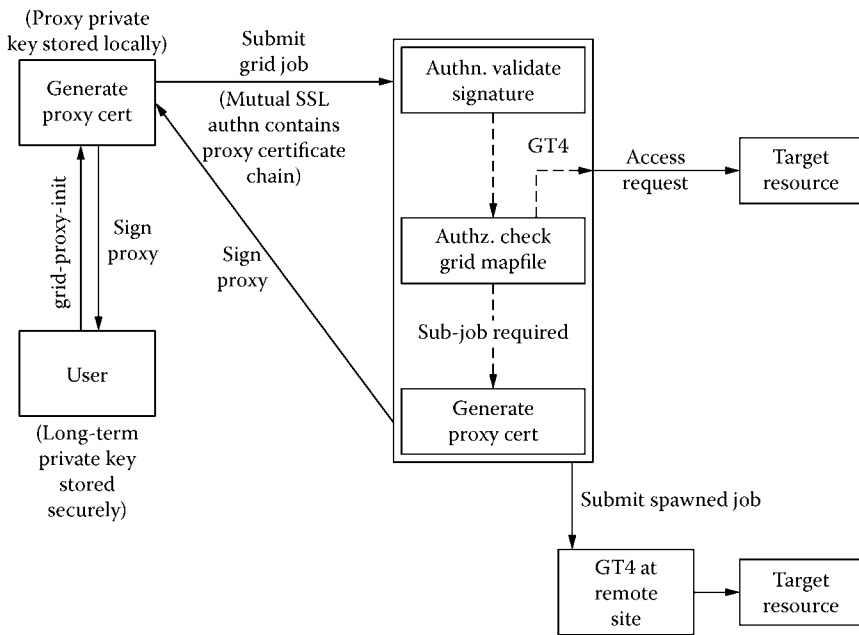 (Proxy private
key stored locally)
Generate
proxy cert
Submit
grid job
(Mutual SSL
authn contains
proxy certificate
chain)
Authn. validate
signature
GT4
Access
request
Target
resource
grid-proxy-init
Sign
proxy
Sign
proxy
Authz. check
grid mapfile
Sub-job required
User
Generate
proxy cert
(Long-term
private key
stored
securely)
Submit spawned job
GT4 at
remote
site
Target
resource